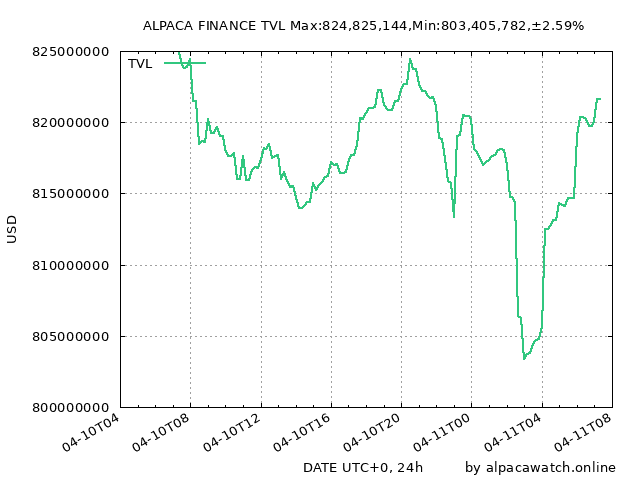 ALPACA FINANCE TVL Max:824,825,144,Min:803,405,782,±2.59%
825000000
TVL
820000000
815000000
810000000
805000000
800000000
USD
04-10T04
04-10T08
04-10T12
04-10T16
04-10T20
04-11T00
04-11T04
04-11T08
DATE UTC+0, 24h
by alpacawatch.online